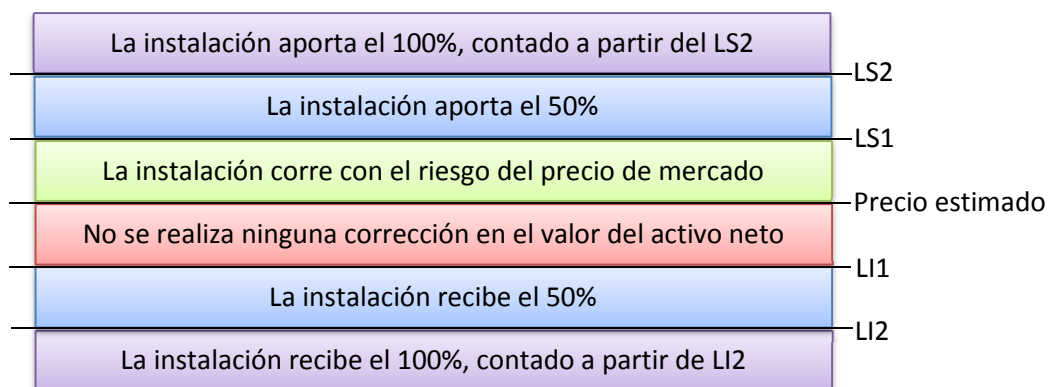 La instalación aporta el 100%, contado a partir del LS2
LS2
La instalación aporta el 50%
LS1
La instalación corre con el riesgo del precio de mercado
Precio estimado
No se realiza ninguna corrección en el valor del activo neto
LI1
La instalación recibe el 50%
LI2
La instalación recibe el 100%, contado a partir de LI2